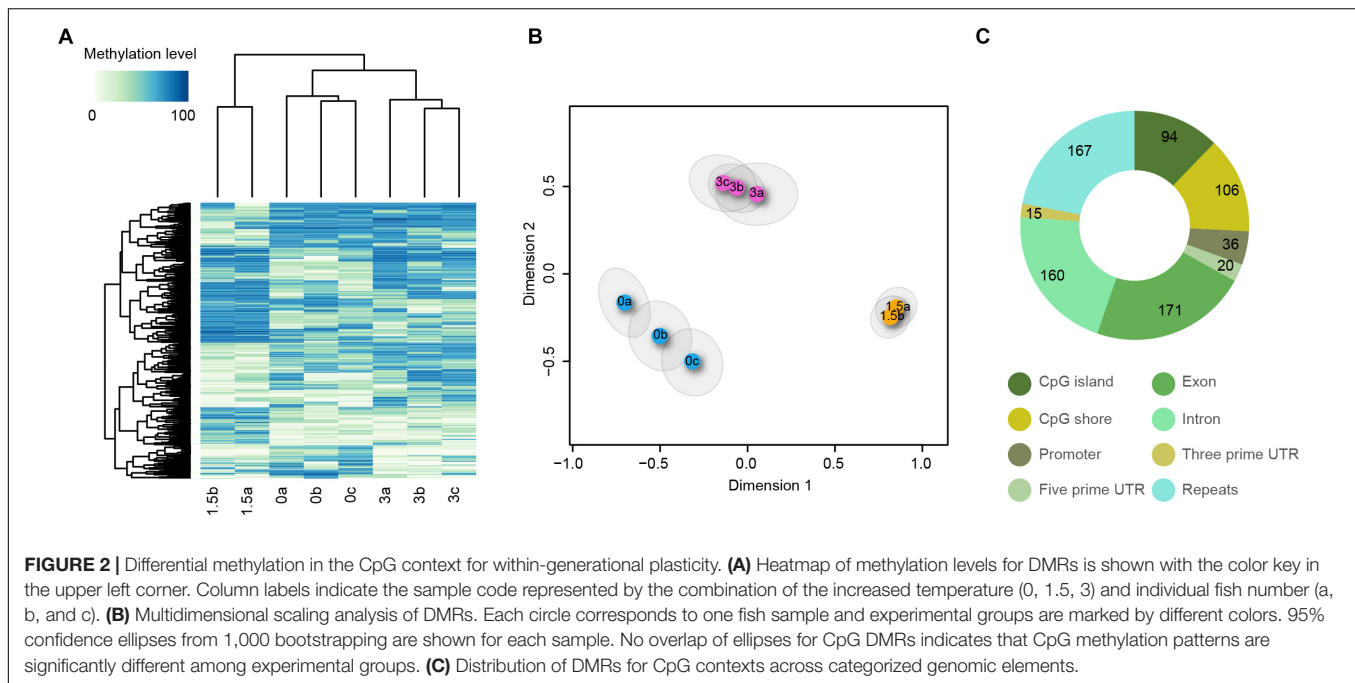 A
Methylation level
0 100
1.5b 1.5a 0a 0b 0c 3a 3b 3c
B
Dimension 2
0.5
0.0
−0.5
−1.0 −0.5 0.0 0.5 1.0
Dimension 1
3c 3b 3a
0a
0b
0c
1.5a
1.5b
C
94
106
36
20
171
160
15
167
CpG island Exon
CpG shore Intron
Promoter Three prime UTR
Five prime UTR Repeats
FIGURE 2 | Differential methylation in the CpG context for within-generational plasticity. (A) Heatmap of methylation levels for DMRs is shown with the color key in
the upper left corner. Column labels indicate the sample code represented by the combination of the increased temperature (0, 1.5, 3) and individual fish number (a,
b, and c). (B) Multidimensional scaling analysis of DMRs. Each circle corresponds to one fish sample and experimental groups are marked by different colors. 95%
confidence ellipses from 1,000 bootstrapping are shown for each sample. No overlap of ellipses for CpG DMRs indicates that CpG methylation patterns are
significantly different among experimental groups. (C) Distribution of DMRs for CpG contexts across categorized genomic elements.